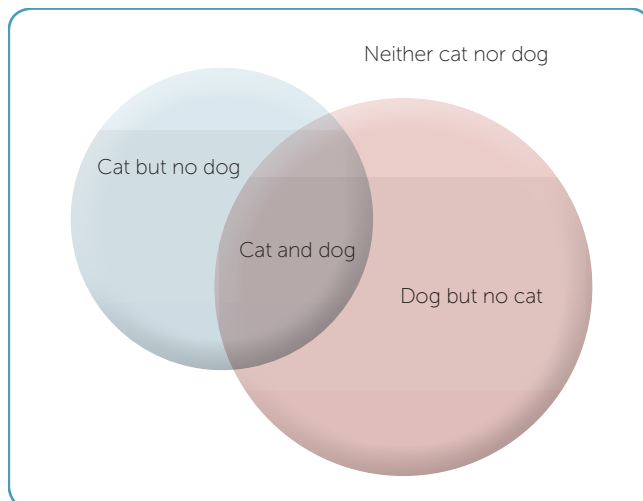 Neither cat nor dog
Cat but no dog
Cat and dog
Dog but no cat